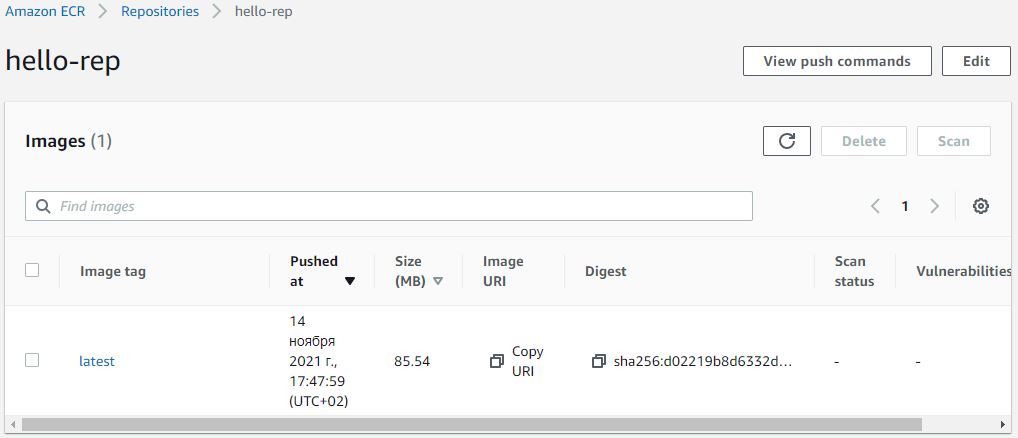 Amazon ECR > Repositories > hello-rep
hello-rep
View push commands
Edit
Images (1)
Delete
Scan
Find images
1
Image tag
Pushed
at
Size
(MB)
Image
URI
Digest
Scan
status
Vulnerabilities
latest
14
ноября
2021 г.,
17:47:59
(UTC+02)
85.54
Copy
URI
sha256:d02219b8d6332d...
-
-